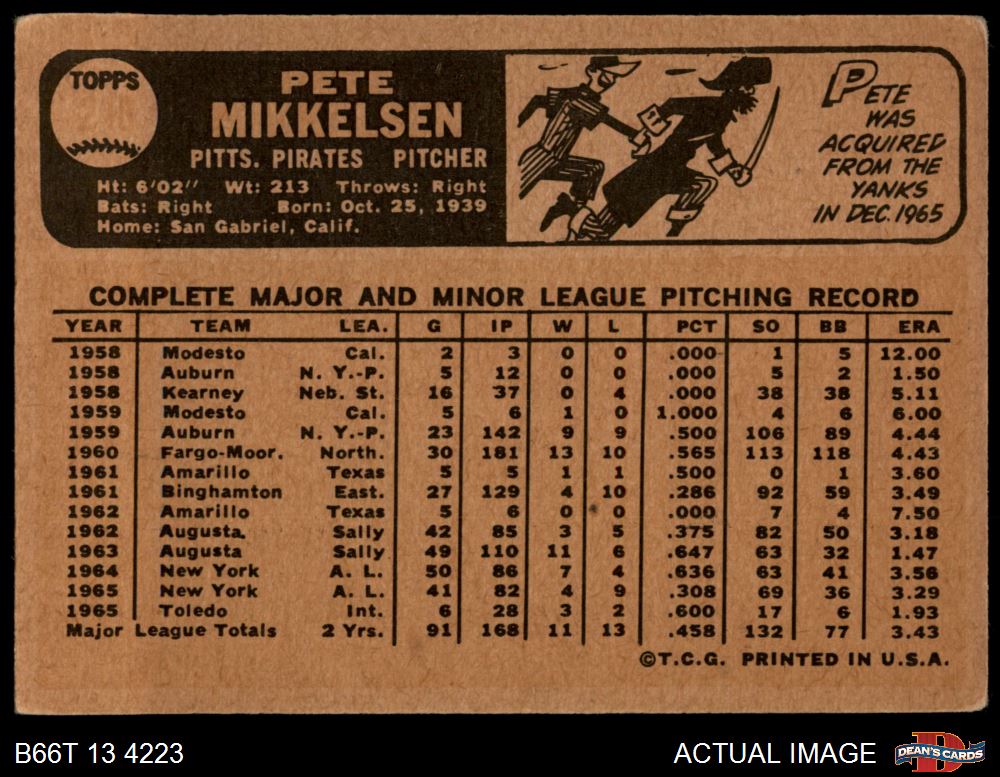 TOPPS
PETE
MIKKELSEN
PITTS. PIRATES PITCHER
Ht: 6'02" Wt: 213 Throws: Right
Bats: Right Born: Oct. 25, 1939
Home: San Gabriel, Calif.
PETE
WAS
ACQUIRED
FROM THE
YANKS
IN DEC. 1965
COMPLETE MAJOR AND MINOR LEAGUE PITCHING RECORD
YEAR TEAM LEA. G IP W L PCT SO BB ERA
1958 Modesto Cal. 2 3 0 0 .000 1 5 12.00
1958 Auburn N. Y.-P. 5 12 0 0 .000 5 2 1.50
1958 Kearney Neb. St. 16 37 0 4 .000 38 38 5.11
1959 Modesto Cal. 5 6 1 0 1.000 4 6 6.00
1959 Auburn N. Y.-P. 23 142 9 9 .500 106 89 4.44
1960 Fargo-Moor. North. 30 181 13 10 .565 113 118 4.43
1961 Amarillo Texas 5 5 1 1 .500 0 1 3.60
1961 Binghamton East. 27 129 4 10 .286 92 59 3.49
1962 Amarillo Texas 5 6 0 0 .000 7 4 7.50
1962 Augusta Sally 42 85 3 5 .375 82 50 3.18
1963 Augusta Sally 49 110 11 6 .647 63 32 1.47
1964 New York A. L. 50 86 7 4 .636 63 41 3.56
1965 New York A. L. 41 82 4 9 .308 69 36 3.29
1965 Toledo Int. 6 28 3 2 .600 17 6 1.93
Major League Totals 2 Yrs. 91 168 11 13 .458 132 77 3.43
©T.C.G. PRINTED IN U.S.A.
B66T 13 4223
ACTUAL IMAGE
DEAN'S CARDS